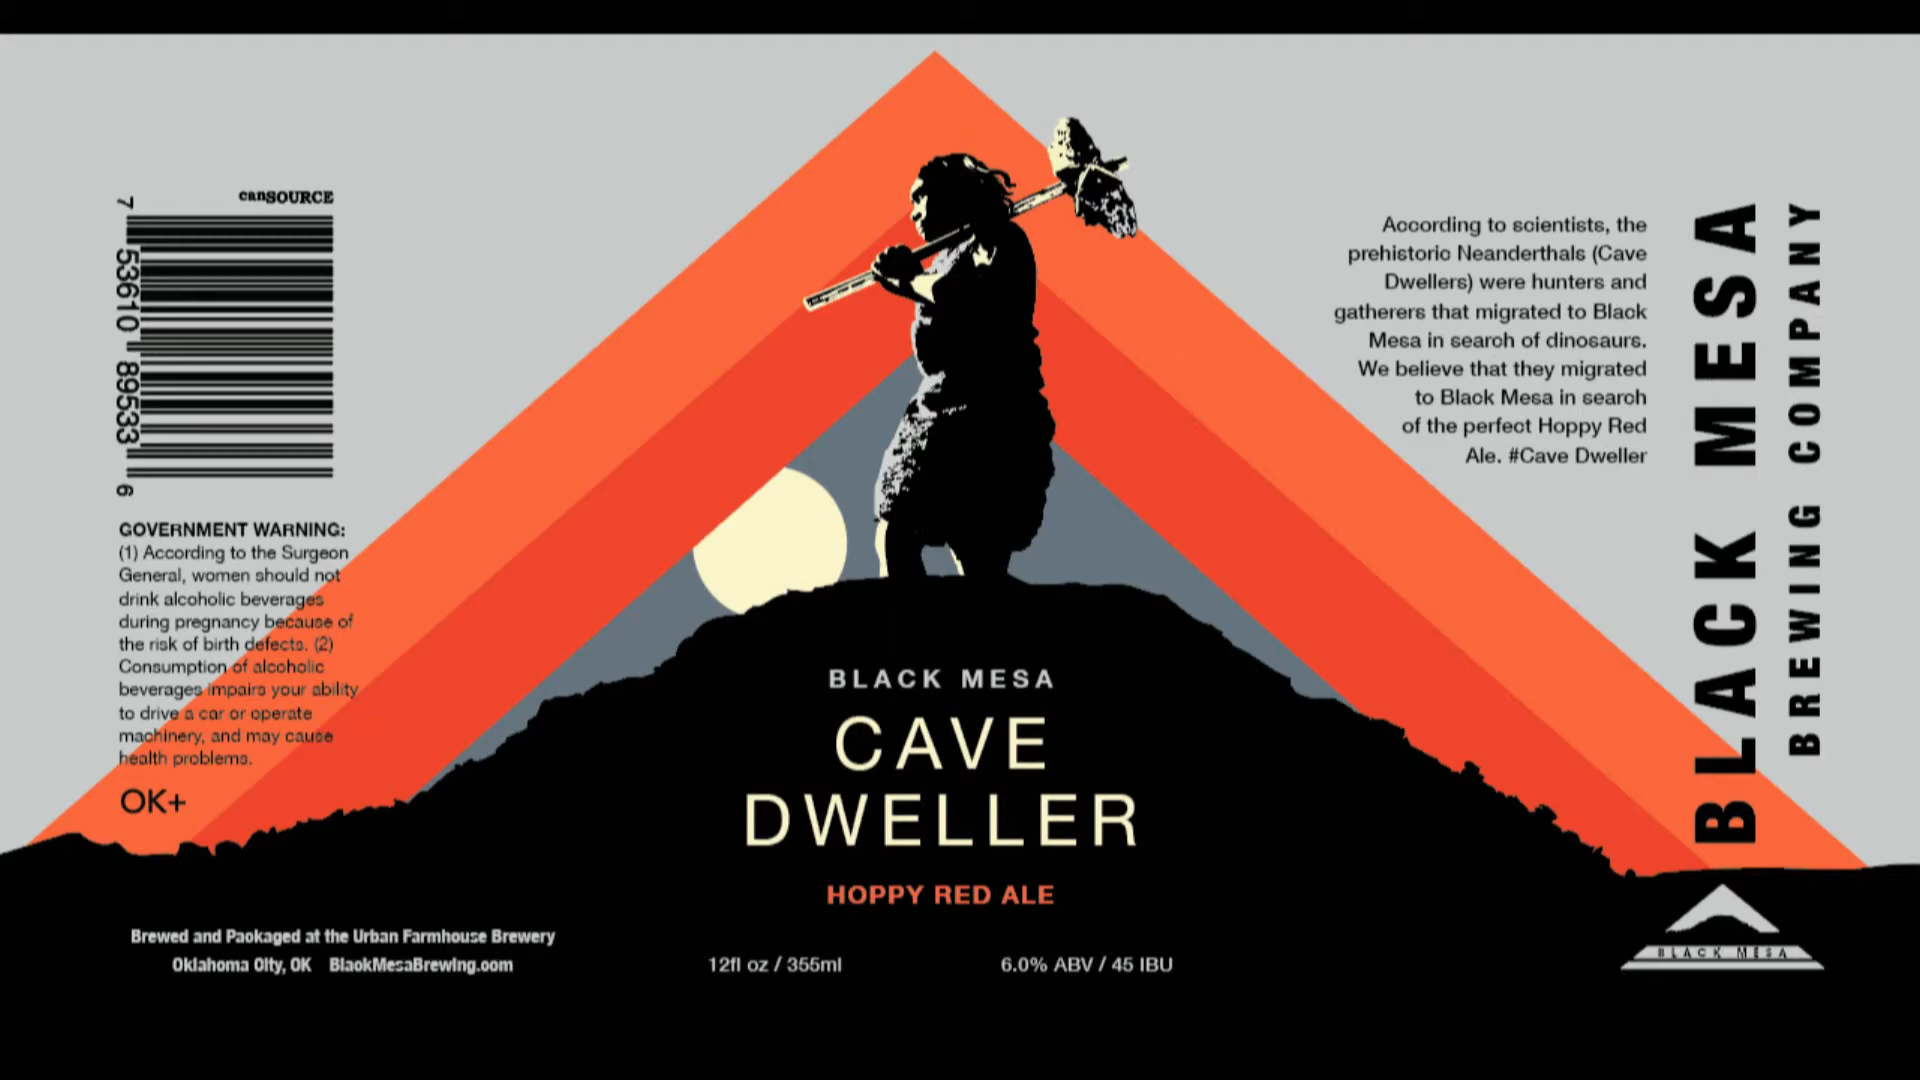 canSOURCE
7 53610 89533 6
GOVERNMENT WARNING:
(1) According to the Surgeon
General, women should not
drink alcoholic beverages
during pregnancy because of
the risk of birth defects. (2)
Consumption of alcoholic
beverages impairs your ability
to drive a car or operate
machinery, and may cause
health problems.
OK+
Brewed and Packaged at the Urban Farmhouse Brewery
Oklahoma City, OK BlackMesaBrewing.com
BLACK MESA
CAVE
DWELLER
HOPPY RED ALE
12fl oz / 355ml
6.0% ABV / 45 IBU
According to scientists, the
prehistoric Neanderthals (Cave
Dwellers) were hunters and
gatherers that migrated to Black
Mesa in search of dinosaurs.
We believe that they migrated
to Black Mesa in search
of the perfect Hoppy Red
Ale. #Cave Dweller
BLACK MESA
BREWING COMPANY
BLACK MESA